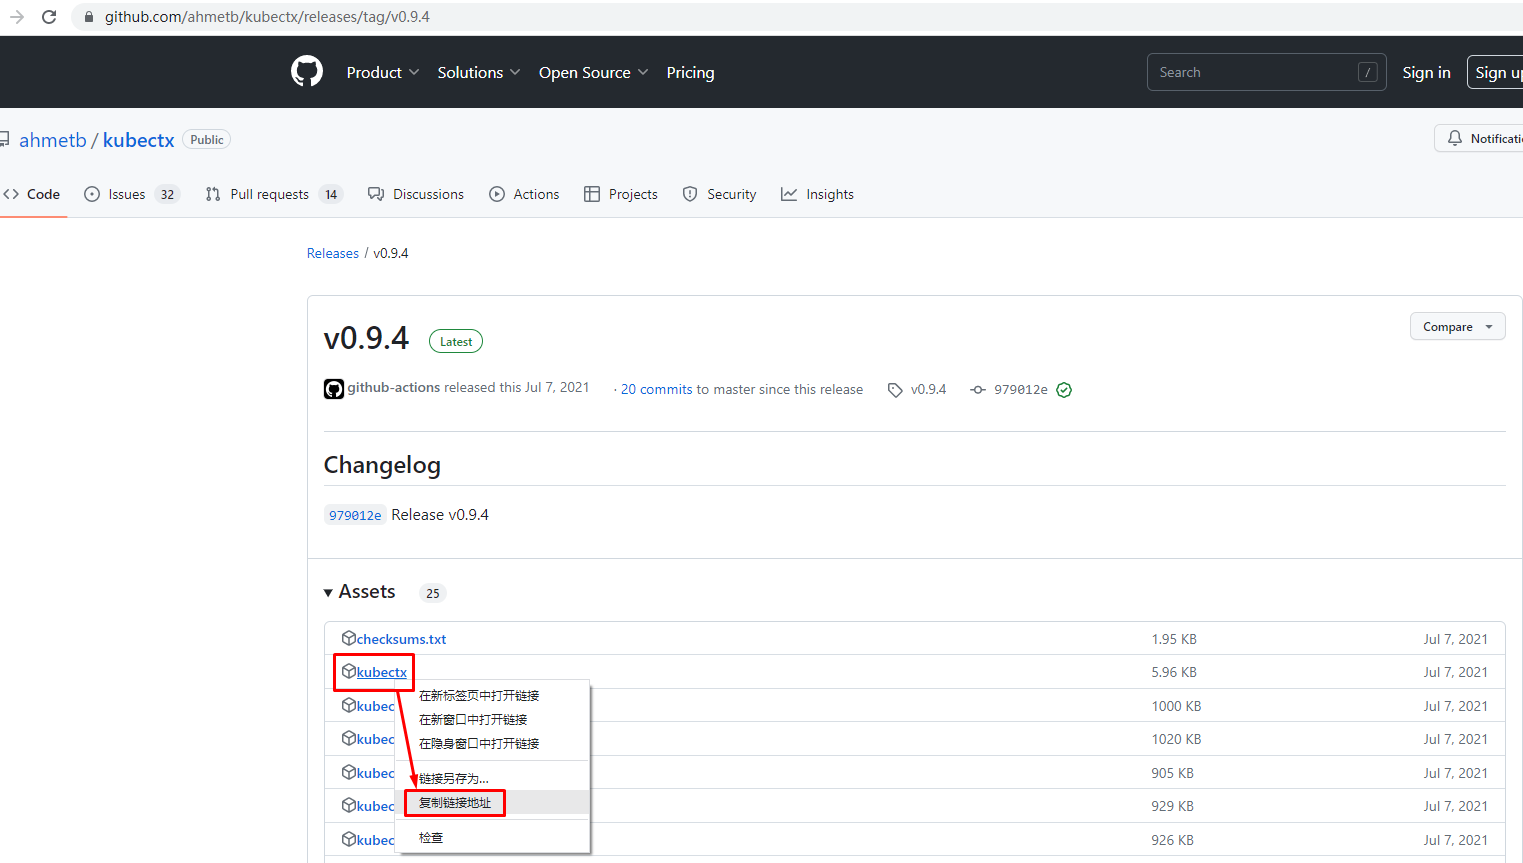 github.com/ahmetb/kubectx/releases/tag/v0.9.4
Product Solutions Open Source Pricing Search / Sign in Sign up
ahmetb / kubectx Public
Notificati
Code Issues 32 Pull requests 14 Discussions Actions Projects Security Insights
Releases / v0.9.4
v0.9.4 Latest Compare
github-actions released this Jul 7, 2021 · 20 commits to master since this release v0.9.4 979012e
Changelog
979012e Release v0.9.4
Assets 25
checksums.txt 1.95 KB Jul 7, 2021
kubectx 5.96 KB Jul 7, 2021
在新标签页中打开链接
kubec 1000 KB Jul 7, 2021
在新窗口中打开链接
kubec 1020 KB Jul 7, 2021
在隐身窗口中打开链接
kubec 905 KB Jul 7, 2021
链接另存为...
kubec 929 KB Jul 7, 2021
复制链接地址
kubec 926 KB Jul 7, 2021
检查